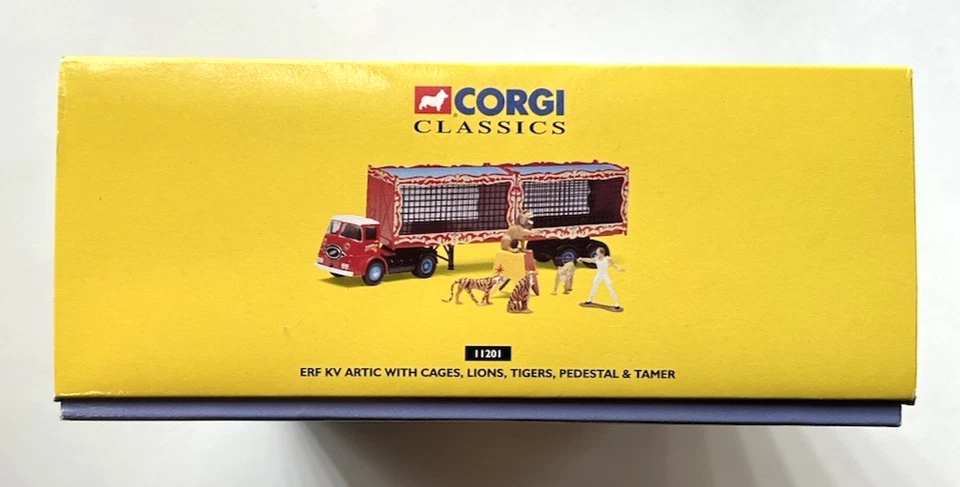 CORGI
CLASSICS
11201
ERF KV ARTIC WITH CAGES, LIONS, TIGERS, PEDESTAL & TAMER